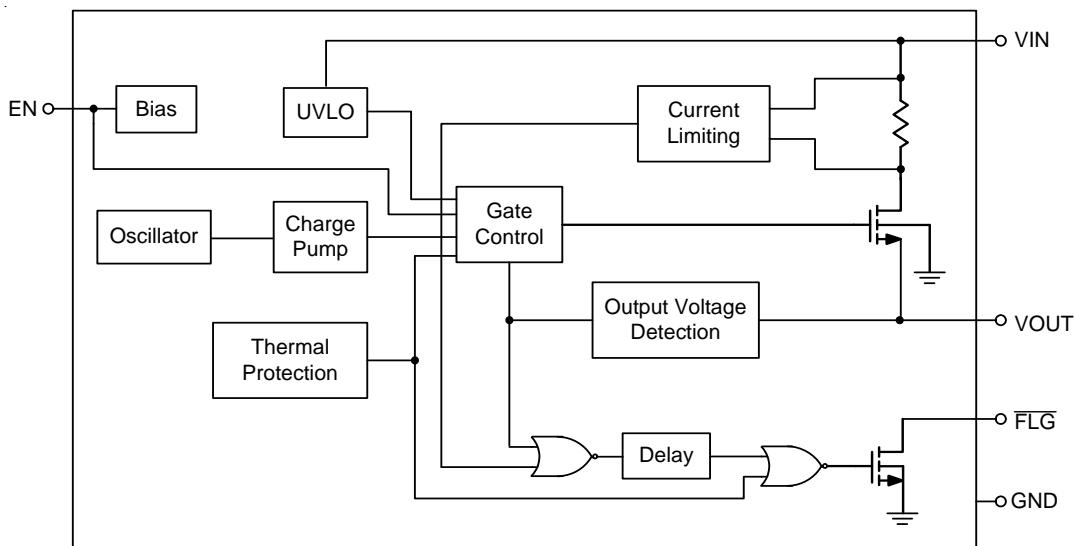 VIN
EN
Bias
UVLO
Current
Limiting
Gate
Control
Oscillator
Charge
Pump
Output Voltage
Detection
VOUT
Thermal
Protection
FLG
Delay
GND